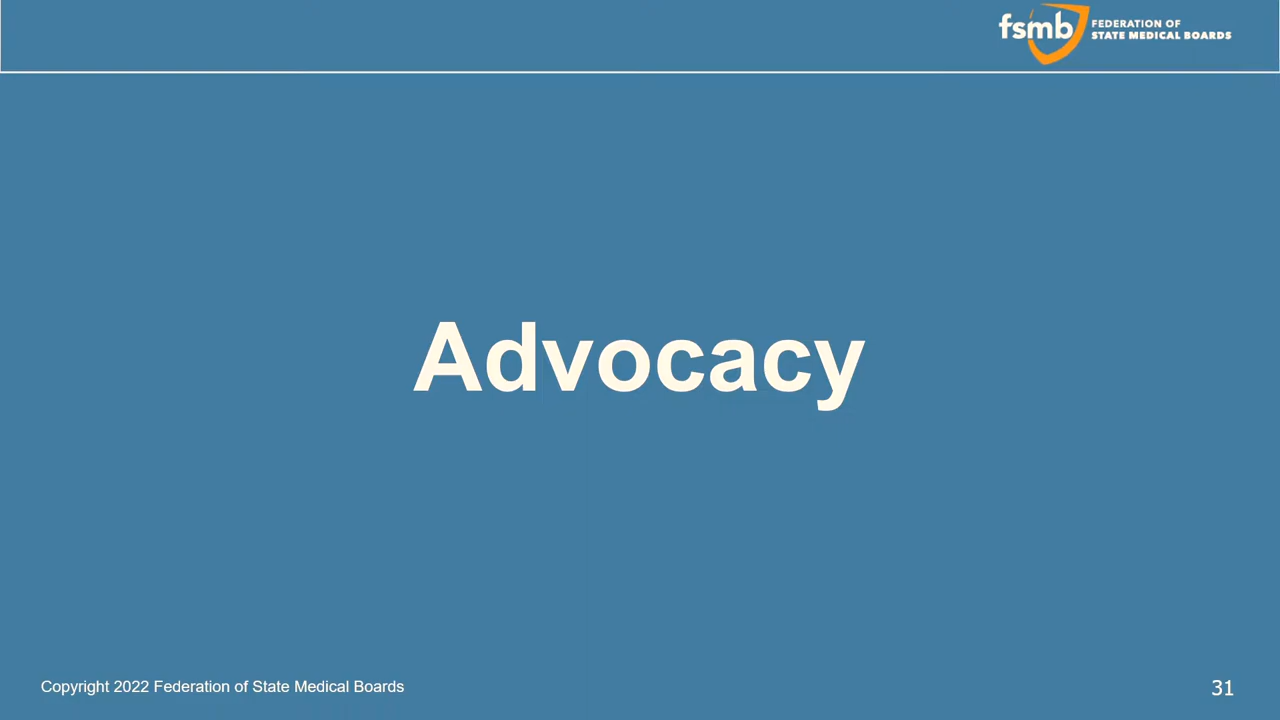 fsmb
FEDERATION OF
STATE MEDICAL BOARDS
Advocacy
Copyright 2022 Federation of State Medical Boards
31